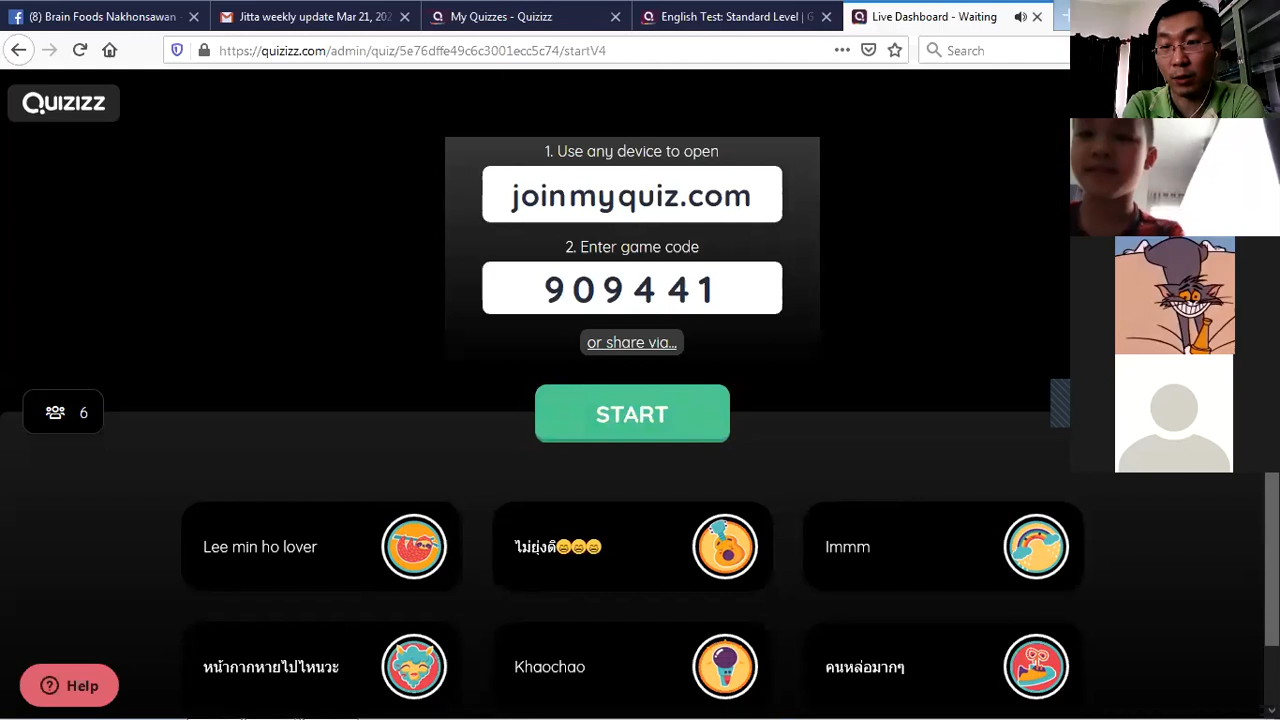 (8) Brain Foods Nakhonsawan
Jitta weekly update Mar 21, 202
My Quizzes - Quizizz
English Test: Standard Level | G
Live Dashboard - Waiting
https://quizizz.com/admin/quiz/5e76dffe49c6c3001ecc5c74/startV4
Search
Quizizz
1. Use any device to open
joinmyquiz.com
2. Enter game code
909441
or share via...
6
START
Lee min ho lover
ไม่ยุ่งดิ😄😄😄
Immm
หน้ากากหายไปไหนวะ
Khaochao
คนหล่อมากๆ
Help